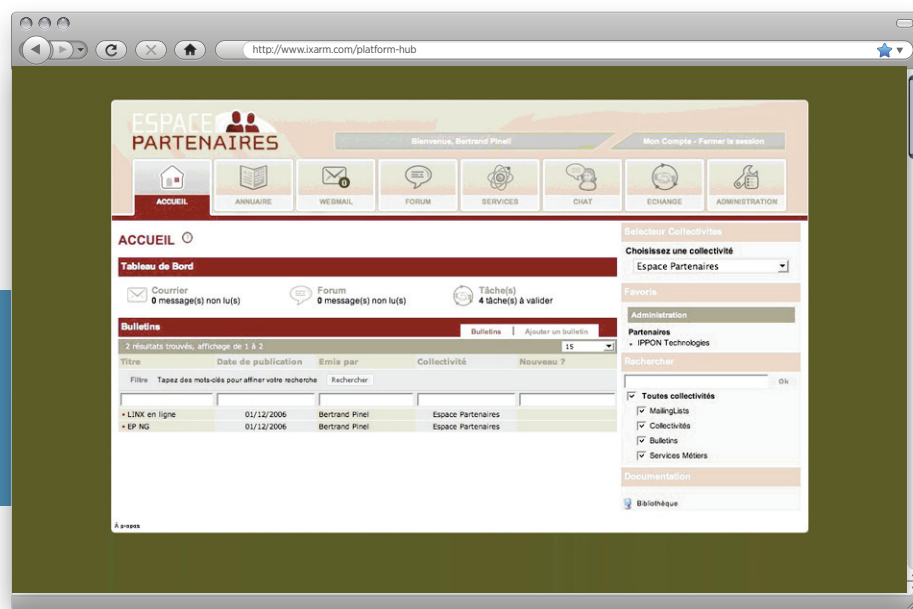 http://www.ixarm.com/platform-hub
ESPACE
PARTENAIRES
Bienvenue, Bertrand Pinel!
Mon Compte - Fermer la session
ACCUEIL
ANNUAIRE
WEBMAIL
0
FORUM
SERVICES
CHAT
ECHANGE
ADMINISTRATION
ACCUEIL
Tableau de Bord
Courrier
0 message(s) non lu(s)
Forum
0 message(s) non lu(s)
Tâche(s)
4 tâche(s) à valider
Bulletins
Bulletins | Ajouter un bulletin
2 résultats trouvés, affichage de 1 à 2
15
Titre Date de publication Emis par Collectivité Nouveau ?
Filtre Tapez des mots-clés pour affiner votre recherche Rechercher
LINX en ligne 01/12/2006 Bertrand Pinel Espace Partenaires
EP NG 01/12/2006 Bertrand Pinel Espace Partenaires
À propos
Sélecteur Collectivites
Choisissez une collectivité
Espace Partenaires
Favoris
Administration
Partenaires
IPPON Technologies
Rechercher
Ok
Toutes collectivités
MailingLists
Collectivités
Bulletins
Services Métiers
Documentation
Bibliothèque